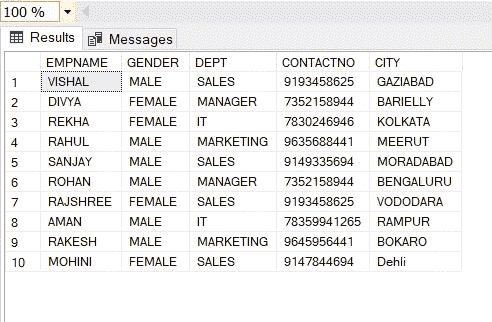 100 %
Results Messages
EMPNAME GENDER DEPT CONTACTNO CITY
1 VISHAL MALE SALES 9193458625 GAZIABAD
2 DIVYA FEMALE MANAGER 7352158944 BARIELLY
3 REKHA FEMALE IT 7830246946 KOLKATA
4 RAHUL MALE MARKETING 9635688441 MEERUT
5 SANJAY MALE SALES 9149335694 MORADABAD
6 ROHAN MALE MANAGER 7352158944 BENGALURU
7 RAJSHREE FEMALE SALES 9193458625 VODODARA
8 AMAN MALE IT 78359941265 RAMPUR
9 RAKESH MALE MARKETING 9645956441 BOKARO
10 MOHINI FEMALE SALES 9147844694 Dehli